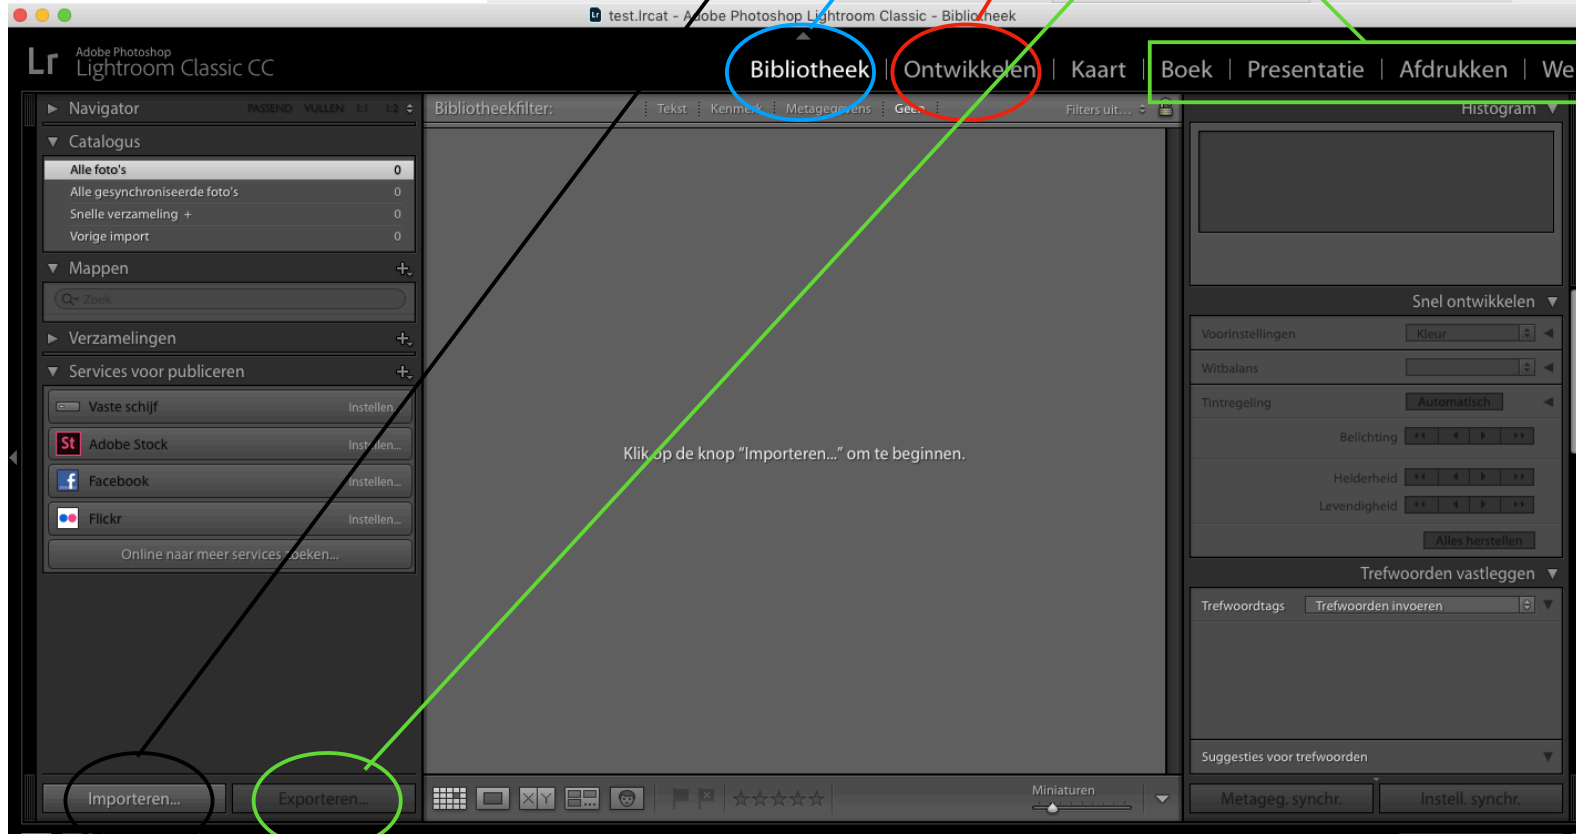 test.lrcat - Adobe Photoshop Lightroom Classic - Bibliotheek
Lr Adobe Photoshop
Lightroom Classic CC
Bibliotheek | Ontwikkelen | Kaart | Boek | Presentatie | Afdrukken | We
Navigator PASSEND VULLEN 1:1 1:2
Bibliotheekfilter: Tekst Kenmerk Metagegevens Geen Filters uit...
Histogram
Catalogus
Alle foto's 0
Alle gesynchroniseerde foto's 0
Snelle verzameling + 0
Vorige import 0
Mappen
Zoek
Verzamelingen
Services voor publiceren
Vaste schijf Instellen...
St Adobe Stock Instellen...
f Facebook Instellen...
Flickr Instellen...
Online naar meer services zoeken...
Importeren... Exporteren...
Klik op de knop "Importeren..." om te beginnen.
X Y
Miniaturen
Snel ontwikkelen
Voorinstellingen Kleur
Witbalans
Tintregeling Automatisch
Belichting
Helderheid
Levendigheid
Alles herstellen
Trefwoorden vastleggen
Trefwoordtags Trefwoorden invoeren
Suggesties voor trefwoorden
Metageg. synchr. Instell. synchr.